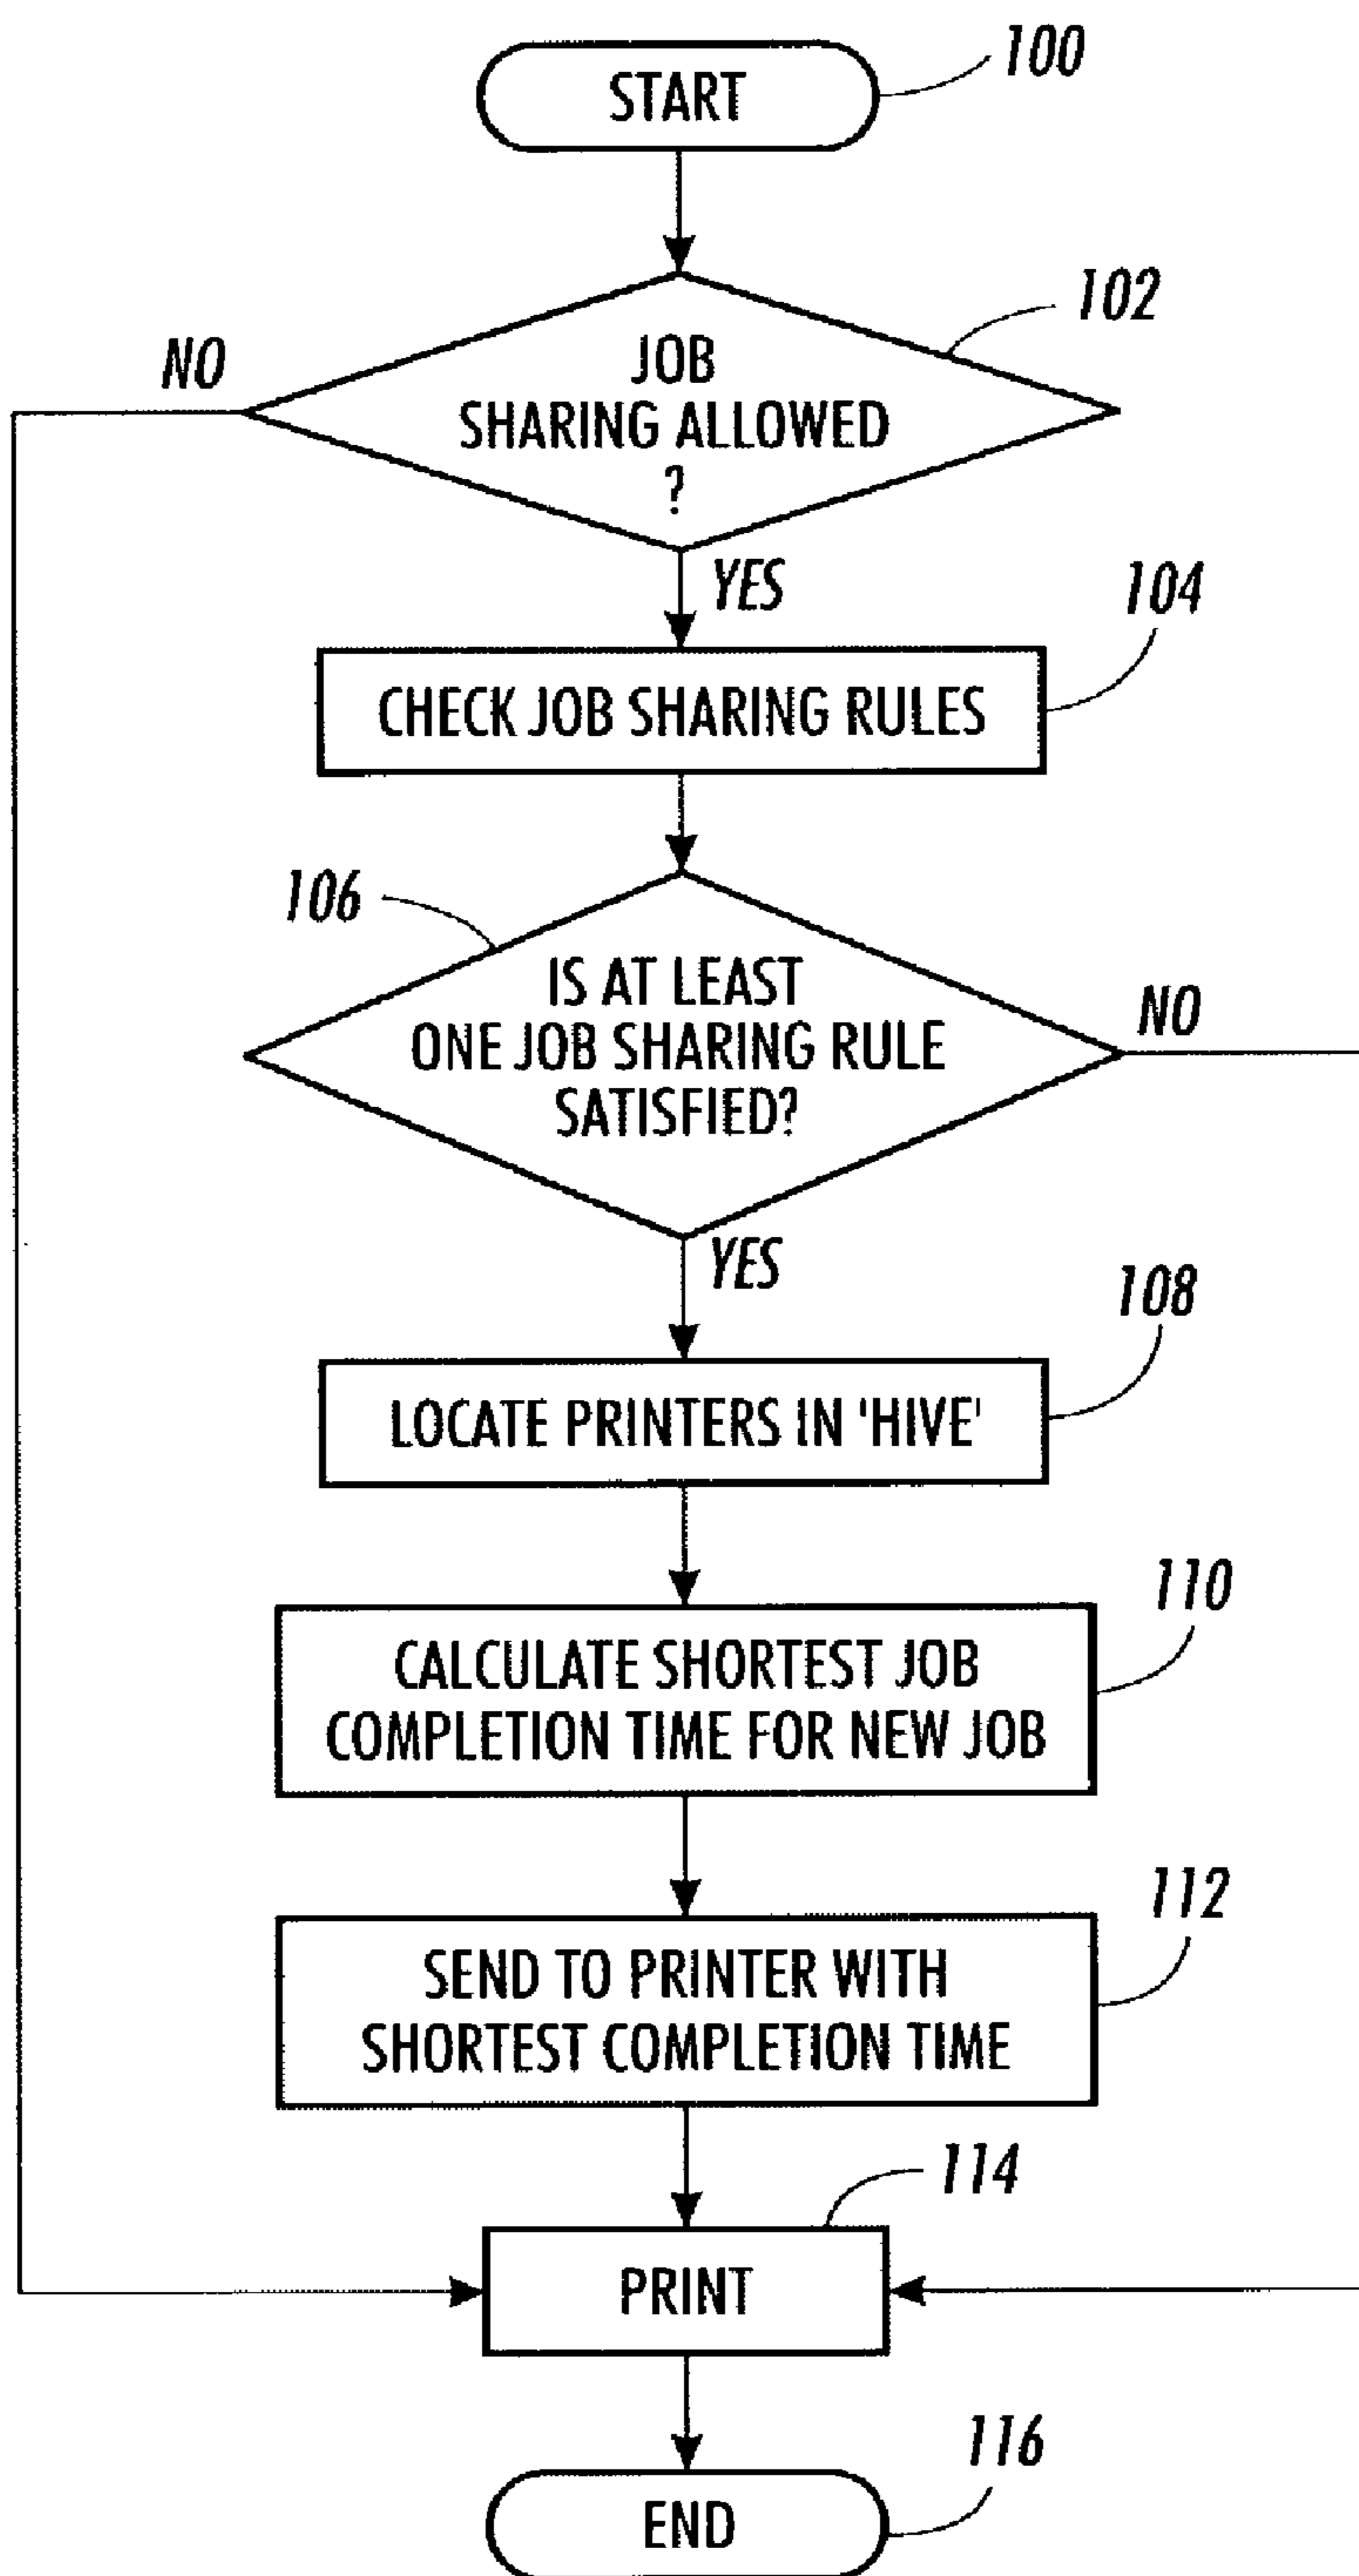 START
100
JOB
SHARING ALLOWED
?
102
NO
YES
CHECK JOB SHARING RULES
104
106
IS AT LEAST
ONE JOB SHARING RULE
SATISFIED?
NO
YES
108
LOCATE PRINTERS IN 'HIVE'
110
CALCULATE SHORTEST JOB
COMPLETION TIME FOR NEW JOB
112
SEND TO PRINTER WITH
SHORTEST COMPLETION TIME
114
PRINT
116
END